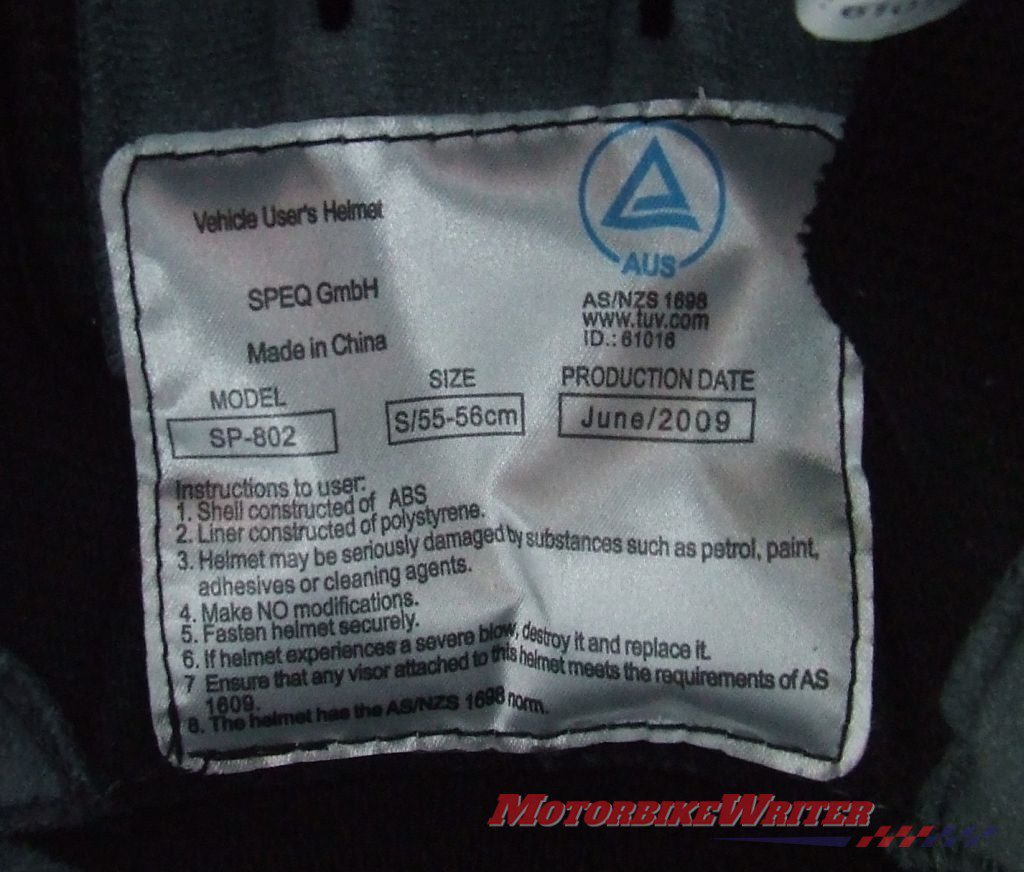 Vehicle User's Helmet
AUS
SPEQ GmbH
AS/NZS 1698
www.tuv.com
ID.: 61016
Made in China
MODEL
SIZE
PRODUCTION DATE
SP-802
S/55-56cm
June/2009
Instructions to user:
1. Shell constructed of ABS
2. Liner constructed of polystyrene.
3. Helmet may be seriously damaged by substances such as petrol, paint,
adhesives or cleaning agents.
4. Make NO modifications.
5. Fasten helmet securely.
6. If helmet experiences a severe blow, destroy it and replace it.
7 Ensure that any visor attached to this helmet meets the requirements of AS
1609.
8. The helmet has the AS/NZS 1698 norm.
MOTORBIKEWRITER